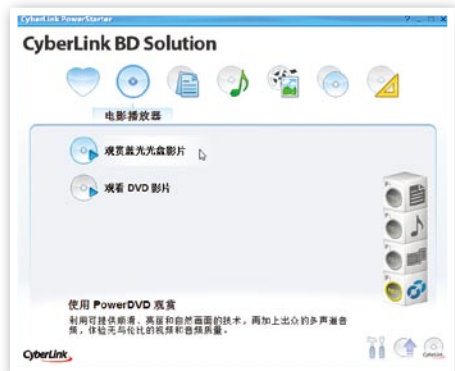 CyberLink PowerStarter
CyberLink BD Solution
电影播放器
观赏蓝光光盘影片
观看 DVD 影片
使用 PowerDVD 观赏
利用可提供顺滑、亮丽和自然画面的技术，再加上出众的多声道音
频，体验无与伦比的视频和音频质量。
CyberLink